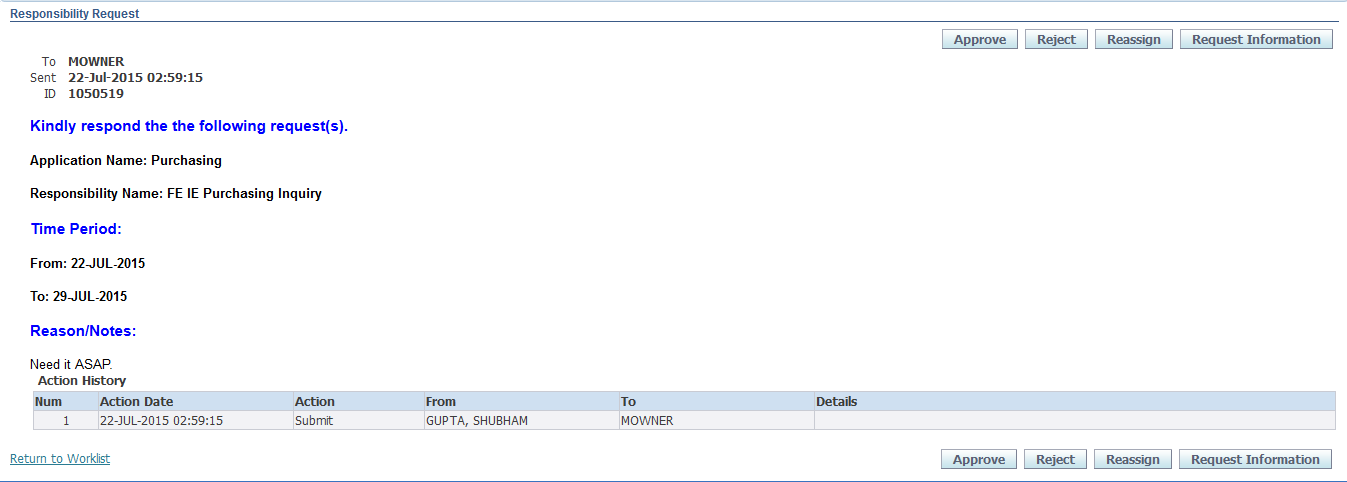 Responsibility Request
Approve Reject Reassign Request Information
To MOWNER
Sent 22-Jul-2015 02:59:15
ID 1050519
Kindly respond the the following request(s).
Application Name: Purchasing
Responsibility Name: FE IE Purchasing Inquiry
Time Period:
From: 22-JUL-2015
To: 29-JUL-2015
Reason/Notes:
Need it ASAP.
Action History
Num Action Date Action From To Details
1 22-JUL-2015 02:59:15 Submit GUPTA, SHUBHAM MOWNER
Return to Worklist Approve Reject Reassign Request Information